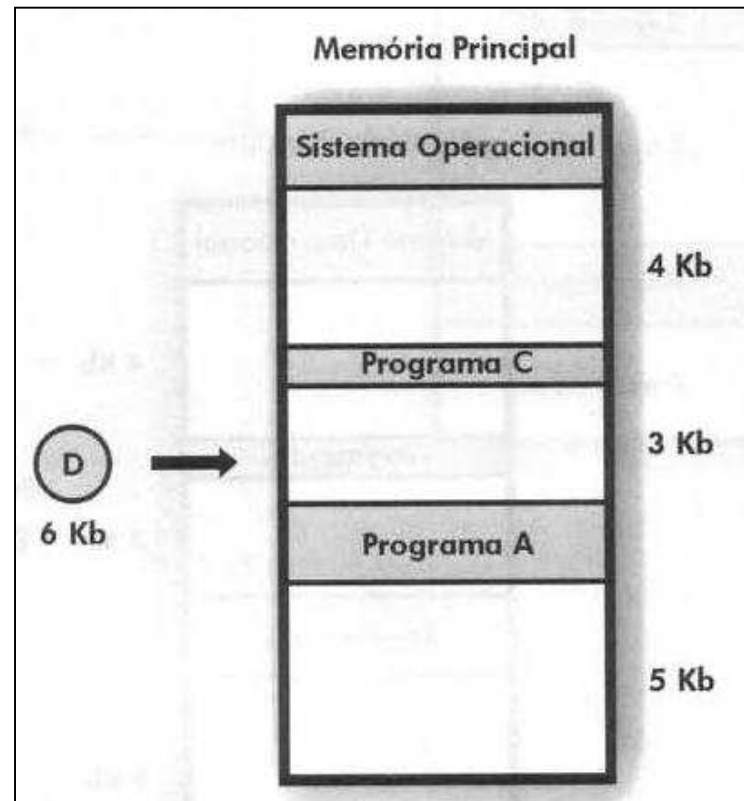 Memória Principal
Sistema Operacional
4 Kb
Programa C
3 Kb
D
6 Kb
Programa A
5 Kb